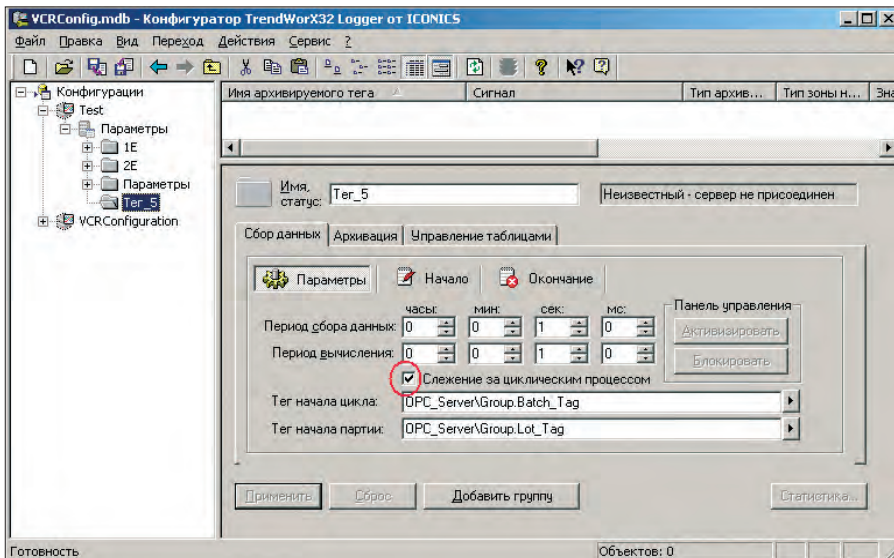 VCRConfig.mdb - Конфигуратор TrendWorX32 Logger от ICONICS
Файл Правка Вид Переход Действия Сервис ?
Конфигурации
Test
Параметры
1E
2E
Параметры
Тег_5
VCRConfiguration
Имя архивируемого тега Сигнал Тип архив... Тип зоны н... Зна
Имя, статус: Тег_5 Неизвестный - сервер не присоединен
Сбор данных Архивация Управление таблицами
Параметры Начало Окончание
часы: мин: сек: мс: Панель управления
Период сбора данных: 0 0 1 0 Активизировать
Период вычисления: 0 0 1 0 Блокировать
Слежение за циклическим процессом
Тег начала цикла: OPC_Server\Group.Batch_Tag
Тег начала партии: OPC_Server\Group.Lot_Tag
Применить Сброс Добавить группу Статистика...
Готовность Объектов: 0